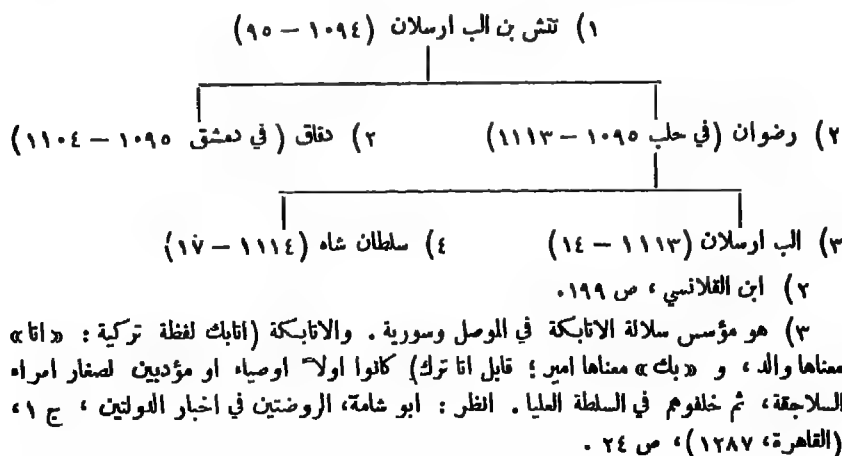 ١) تتش بن الب ارسلان (١٠٩٤ – ٩٥)
٢) رضوان (في حلب ١٠٩٥ – ١١١٣) ٢) دقاق (في دمشق ١٠٩٥ – ١١٠٤)
٣) الب ارسلان (١١١٣ – ١٤) ٤) سلطان شاه (١١١٤ – ١٧)
٢) ابن القلانسي ، ص ١٩٩.
٣) هو مؤسس سلالة الاتابكة في الموصل وسورية . والاتابكة (اتابك لفظة تركية : «اتا»
معناها والد ، و «بك» معناها امير ؛ قابل اتا ترك) كانوا اولاً اوصياء او مؤدبين لصغار امراء
السلاجقة، ثم خلفوهم في السلطة العليا . انظر : ابو شامة، الروضتين في اخبار الدولتين ، ج ١،
(القاهرة، ١٢٨٧)، ص ٢٤ .